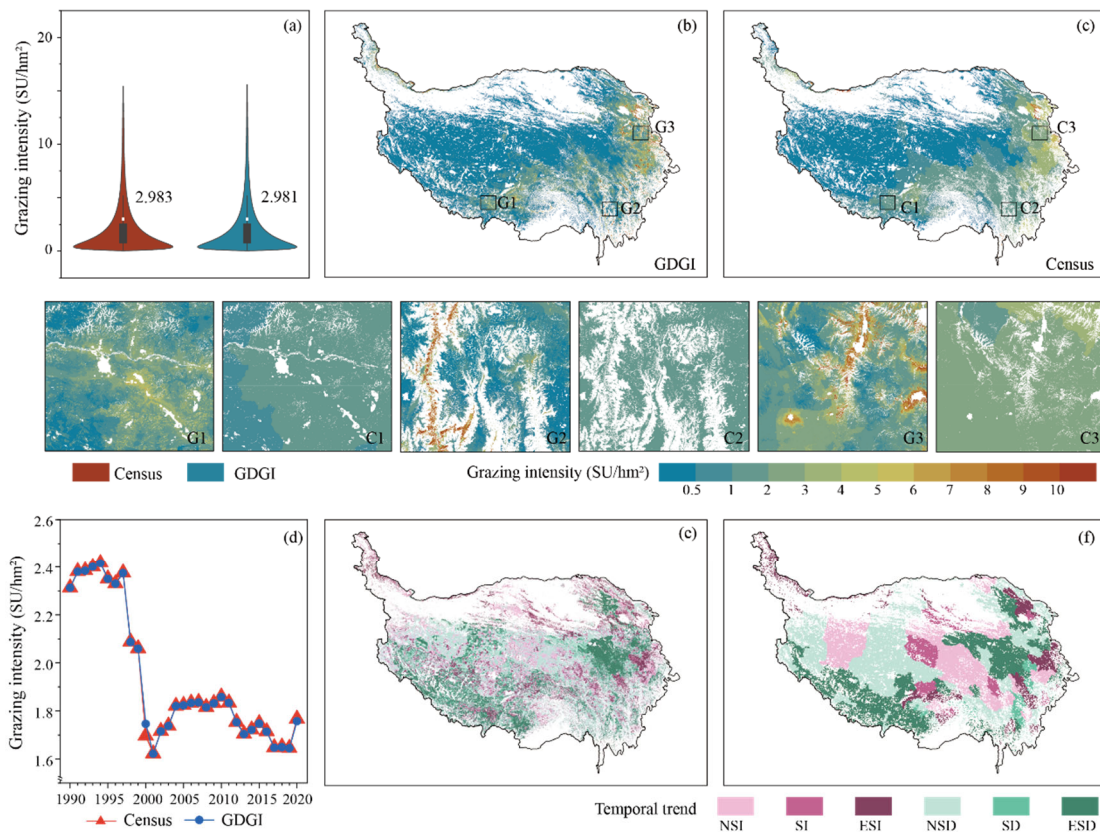 (a)
(b)
(c)
Grazing intensity (SU/hm²)
20
10
0
2.983
2.981
G3
G1
G2
GDGI
C3
C1
C2
Census
G1
C1
G2
C2
G3
C3
Census
GDGI
Grazing intensity (SU/hm²)
0.5 1 2 3 4 5 6 7 8 9 10
(d)
(e)
(f)
Grazing intensity (SU/hm²)
2.6
2.4
2.2
2.0
1.8
1.6
1990 1995 2000 2005 2010 2015 2020
Census
GDGI
Temporal trend
NSI SI ESI NSD SD ESD